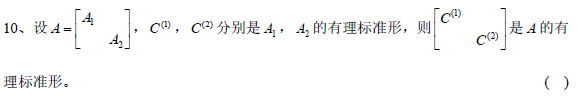 10、设 A = [A₁ A₂], C⁽¹⁾, C⁽²⁾ 分别是 A₁, A₂ 的有理标准形, 则 [C⁽¹⁾ C⁽²⁾] 是 A 的有
理标准形。 ( )